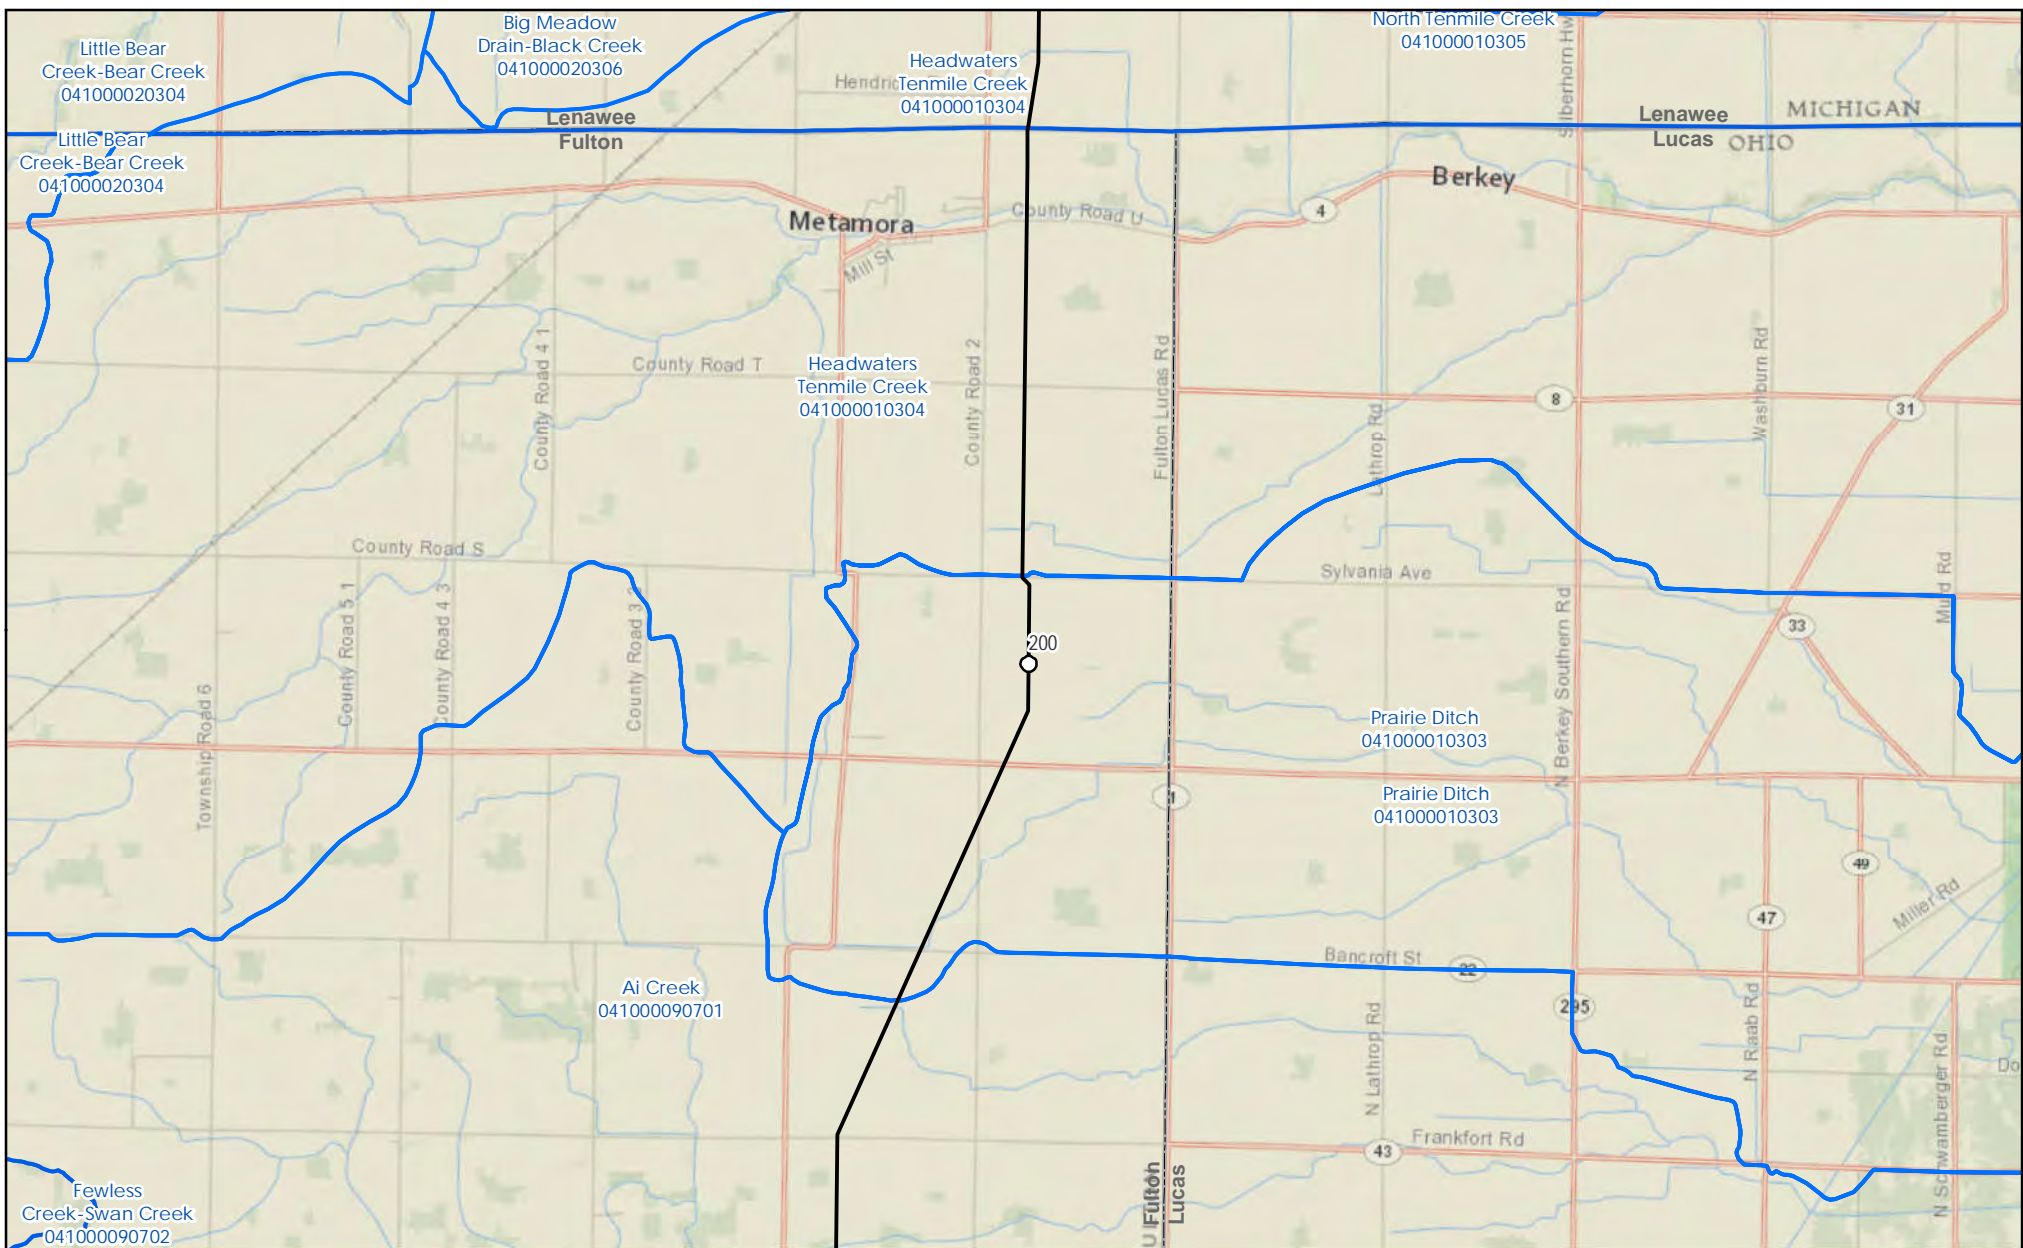 Little Bear
Creek-Bear Creek
041000020304
Big Meadow
Drain-Black Creek
041000020306
Headwaters
Tenmile Creek
041000010304
North Tenmile Creek
041000010305
Hendric
Silberhorn Hw
Lenawee
Fulton
Lenawee
Lucas
MICHIGAN
OHIO
Little Bear
Creek-Bear Creek
041000020304
Metamora
Mill St
County Road U
4
Berkey
County Road T
County Road 4 1
Headwaters
Tenmile Creek
041000010304
County Road 2
Fulton Lucas Rd
Lathrop Rd
8
Washburn Rd
31
County Road S
County Road 5 1
County Road 4 3
County Road 3
Township Road 6
200
Sylvania Ave
N Berkey Southern Rd
33
Murd Rd
Prairie Ditch
041000010303
Prairie Ditch
041000010303
1
49
47
Miller Rd
Bancroft St
22
295
Ai Creek
041000090701
N Lathrop Rd
N Raab Rd
N Schwamberger Rd
Do
Frankfort Rd
43
Fulton
Lucas
Fewless
Creek-Swan Creek
041000090702